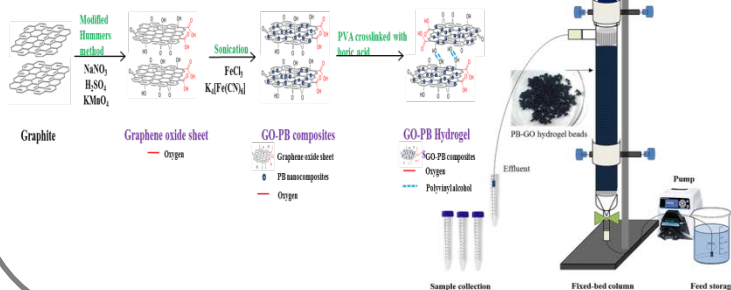 Modified
Hummers
method
NaNO3
H2SO4
KMnO4
Sonication
FeCl3
K4[Fe(CN)6]
PVA crosslinked with
boric acid
Graphite
Graphene oxide sheet
Oxygen
GO-PB composites
Graphene oxide sheet
PB nanocomposites
Oxygen
GO-PB Hydrogel
GO-PB composites
Oxygen
Polyvinyl alcohol
PB-GO hydrogel beads
Effluent
Sample collection
Fixed-bed column
Pump
Feed storag